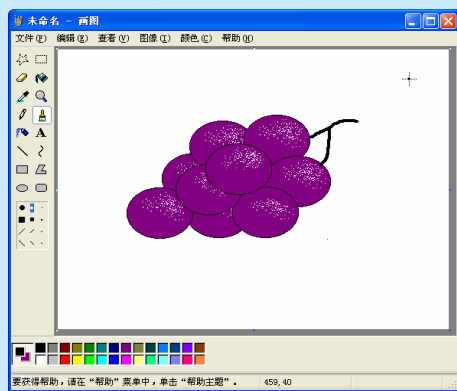 未命名 - 画图
文件(F) 编辑(E) 查看(V) 图像(I) 颜色(C) 帮助(H)
A
要获得帮助，请在“帮助”菜单中，单击“帮助主题”。 459,40